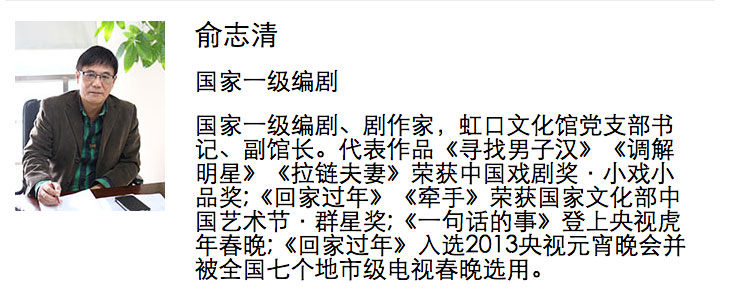 俞志清
国家一级编剧
国家一级编剧、剧作家，虹口文化馆党支部书
记、副馆长。代表作品《寻找男子汉》《调解
明星》《拉链夫妻》荣获中国戏剧奖·小戏小
品奖;《回家过年》《牵手》荣获国家文化部中
国艺术节·群星奖;《一句话的事》登上央视虎
年春晚;《回家过年》入选2013央视元宵晚会并
被全国七个地市级电视春晚选用。